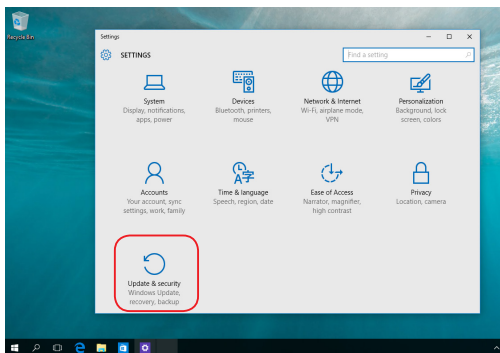 Recycle Bin
Settings
SETTINGS
Find a setting
System
Display, notifications,
apps, power
Devices
Bluetooth, printers,
mouse
Network & Internet
Wi-Fi, airplane mode,
VPN
Personalization
Background, lock
screen, colors
Accounts
Your account, sync
settings, work, family
Time & language
Speech, region, date
Ease of Access
Narrator, magnifier,
high contrast
Privacy
Location, camera
Update & security
Windows Update,
recovery, backup